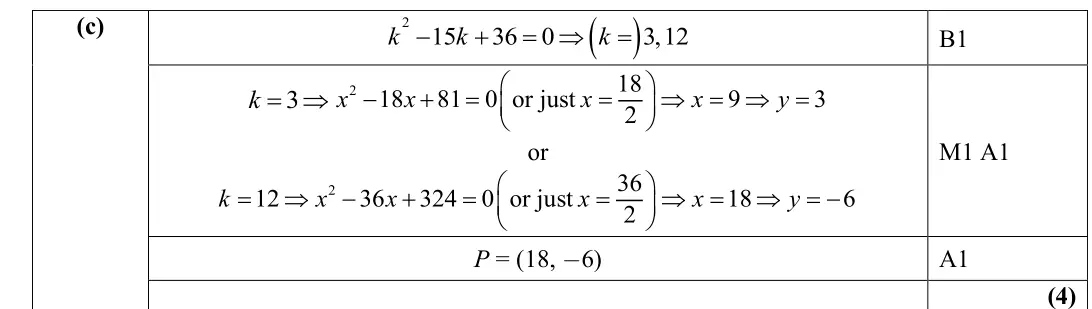 (c) k² − 15k + 36 = 0 ⇒ (k =) 3, 12 B1
k = 3 ⇒ x² − 18x + 81 = 0 (or just x = 18/2) ⇒ x = 9 ⇒ y = 3
or
M1 A1
k = 12 ⇒ x² − 36x + 324 = 0 (or just x = 36/2) ⇒ x = 18 ⇒ y = −6
P = (18, −6) A1
(4)